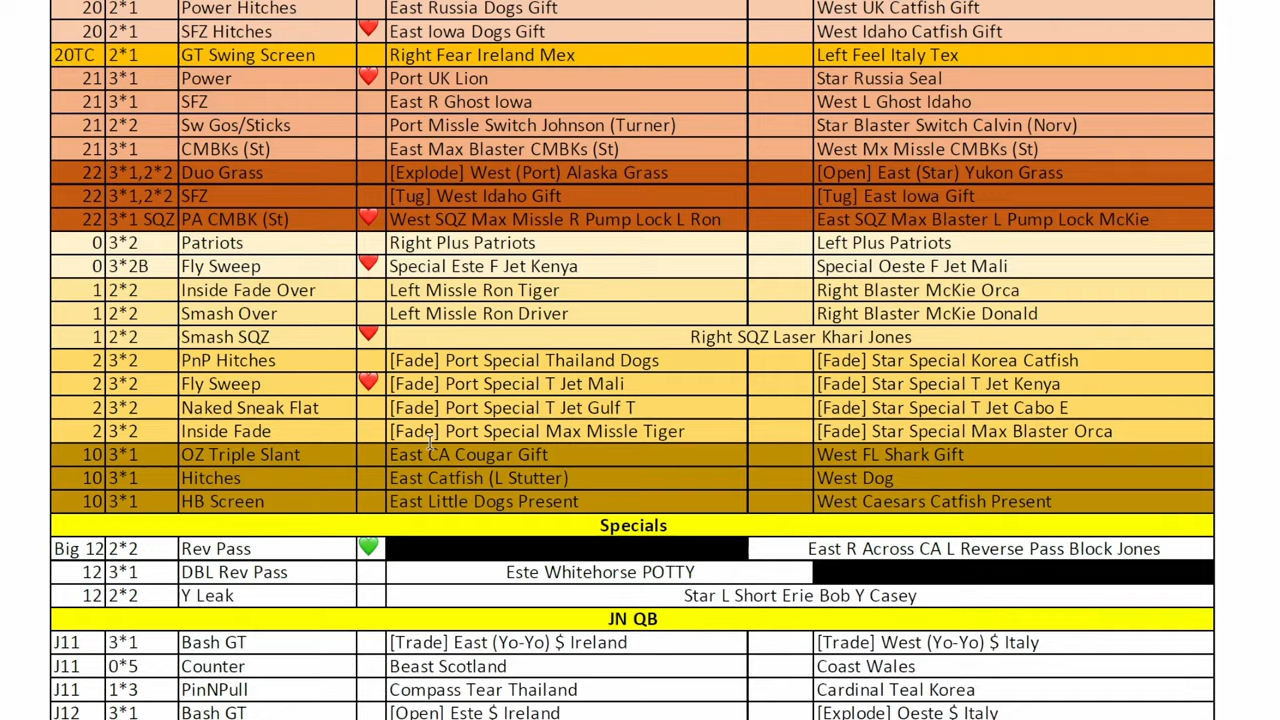 20 2*1 Power Hitches East Russia Dogs Gift West UK Catfish Gift
20 2*1 SFZ Hitches ❤️ East Iowa Dogs Gift West Idaho Catfish Gift
20TC 2*1 GT Swing Screen Right Fear Ireland Mex Left Feel Italy Tex
21 3*1 Power ❤️ Port UK Lion Star Russia Seal
21 3*1 SFZ East R Ghost Iowa West L Ghost Idaho
21 2*2 Sw Gos/Sticks Port Missle Switch Johnson (Turner) Star Blaster Switch Calvin (Norv)
21 3*1 CMBKs (St) East Max Blaster CMBKs (St) West Mx Missle CMBKs (St)
22 3*1,2*2 Duo Grass [Explode] West (Port) Alaska Grass [Open] East (Star) Yukon Grass
22 3*1,2*2 SFZ [Tug] West Idaho Gift [Tug] East Iowa Gift
22 3*1 SQZ PA CMBK (St) ❤️ West SQZ Max Missle R Pump Lock L Ron East SQZ Max Blaster L Pump Lock McKie
0 3*2 Patriots Right Plus Patriots Left Plus Patriots
0 3*2B Fly Sweep ❤️ Special Este F Jet Kenya Special Oeste F Jet Mali
1 2*2 Inside Fade Over Left Missle Ron Tiger Right Blaster McKie Orca
1 2*2 Smash Over Left Missle Ron Driver Right Blaster McKie Donald
1 2*2 Smash SQZ ❤️ Right SQZ Laser Khari Jones
2 3*2 PnP Hitches [Fade] Port Special Thailand Dogs [Fade] Star Special Korea Catfish
2 3*2 Fly Sweep ❤️ [Fade] Port Special T Jet Mali [Fade] Star Special T Jet Kenya
2 3*2 Naked Sneak Flat [Fade] Port Special T Jet Gulf T [Fade] Star Special T Jet Cabo E
2 3*2 Inside Fade [Fade] Port Special Max Missle Tiger [Fade] Star Special Max Blaster Orca
10 3*1 OZ Triple Slant East CA Cougar Gift West FL Shark Gift
10 3*1 Hitches East Catfish (L Stutter) West Dog
10 3*1 HB Screen East Little Dogs Present West Caesars Catfish Present
Specials
Big 12 2*2 Rev Pass 💚 East R Across CA L Reverse Pass Block Jones
12 3*1 DBL Rev Pass Este Whitehorse POTTY
12 2*2 Y Leak Star L Short Erie Bob Y Casey
JN QB
J11 3*1 Bash GT [Trade] East (Yo-Yo) $ Ireland [Trade] West (Yo-Yo) $ Italy
J11 0*5 Counter Beast Scotland Coast Wales
J11 1*3 PinNPull Compass Tear Thailand Cardinal Teal Korea
J12 3*1 Bash GT [Open] Este $ Ireland [Explode] Oeste $ Italy